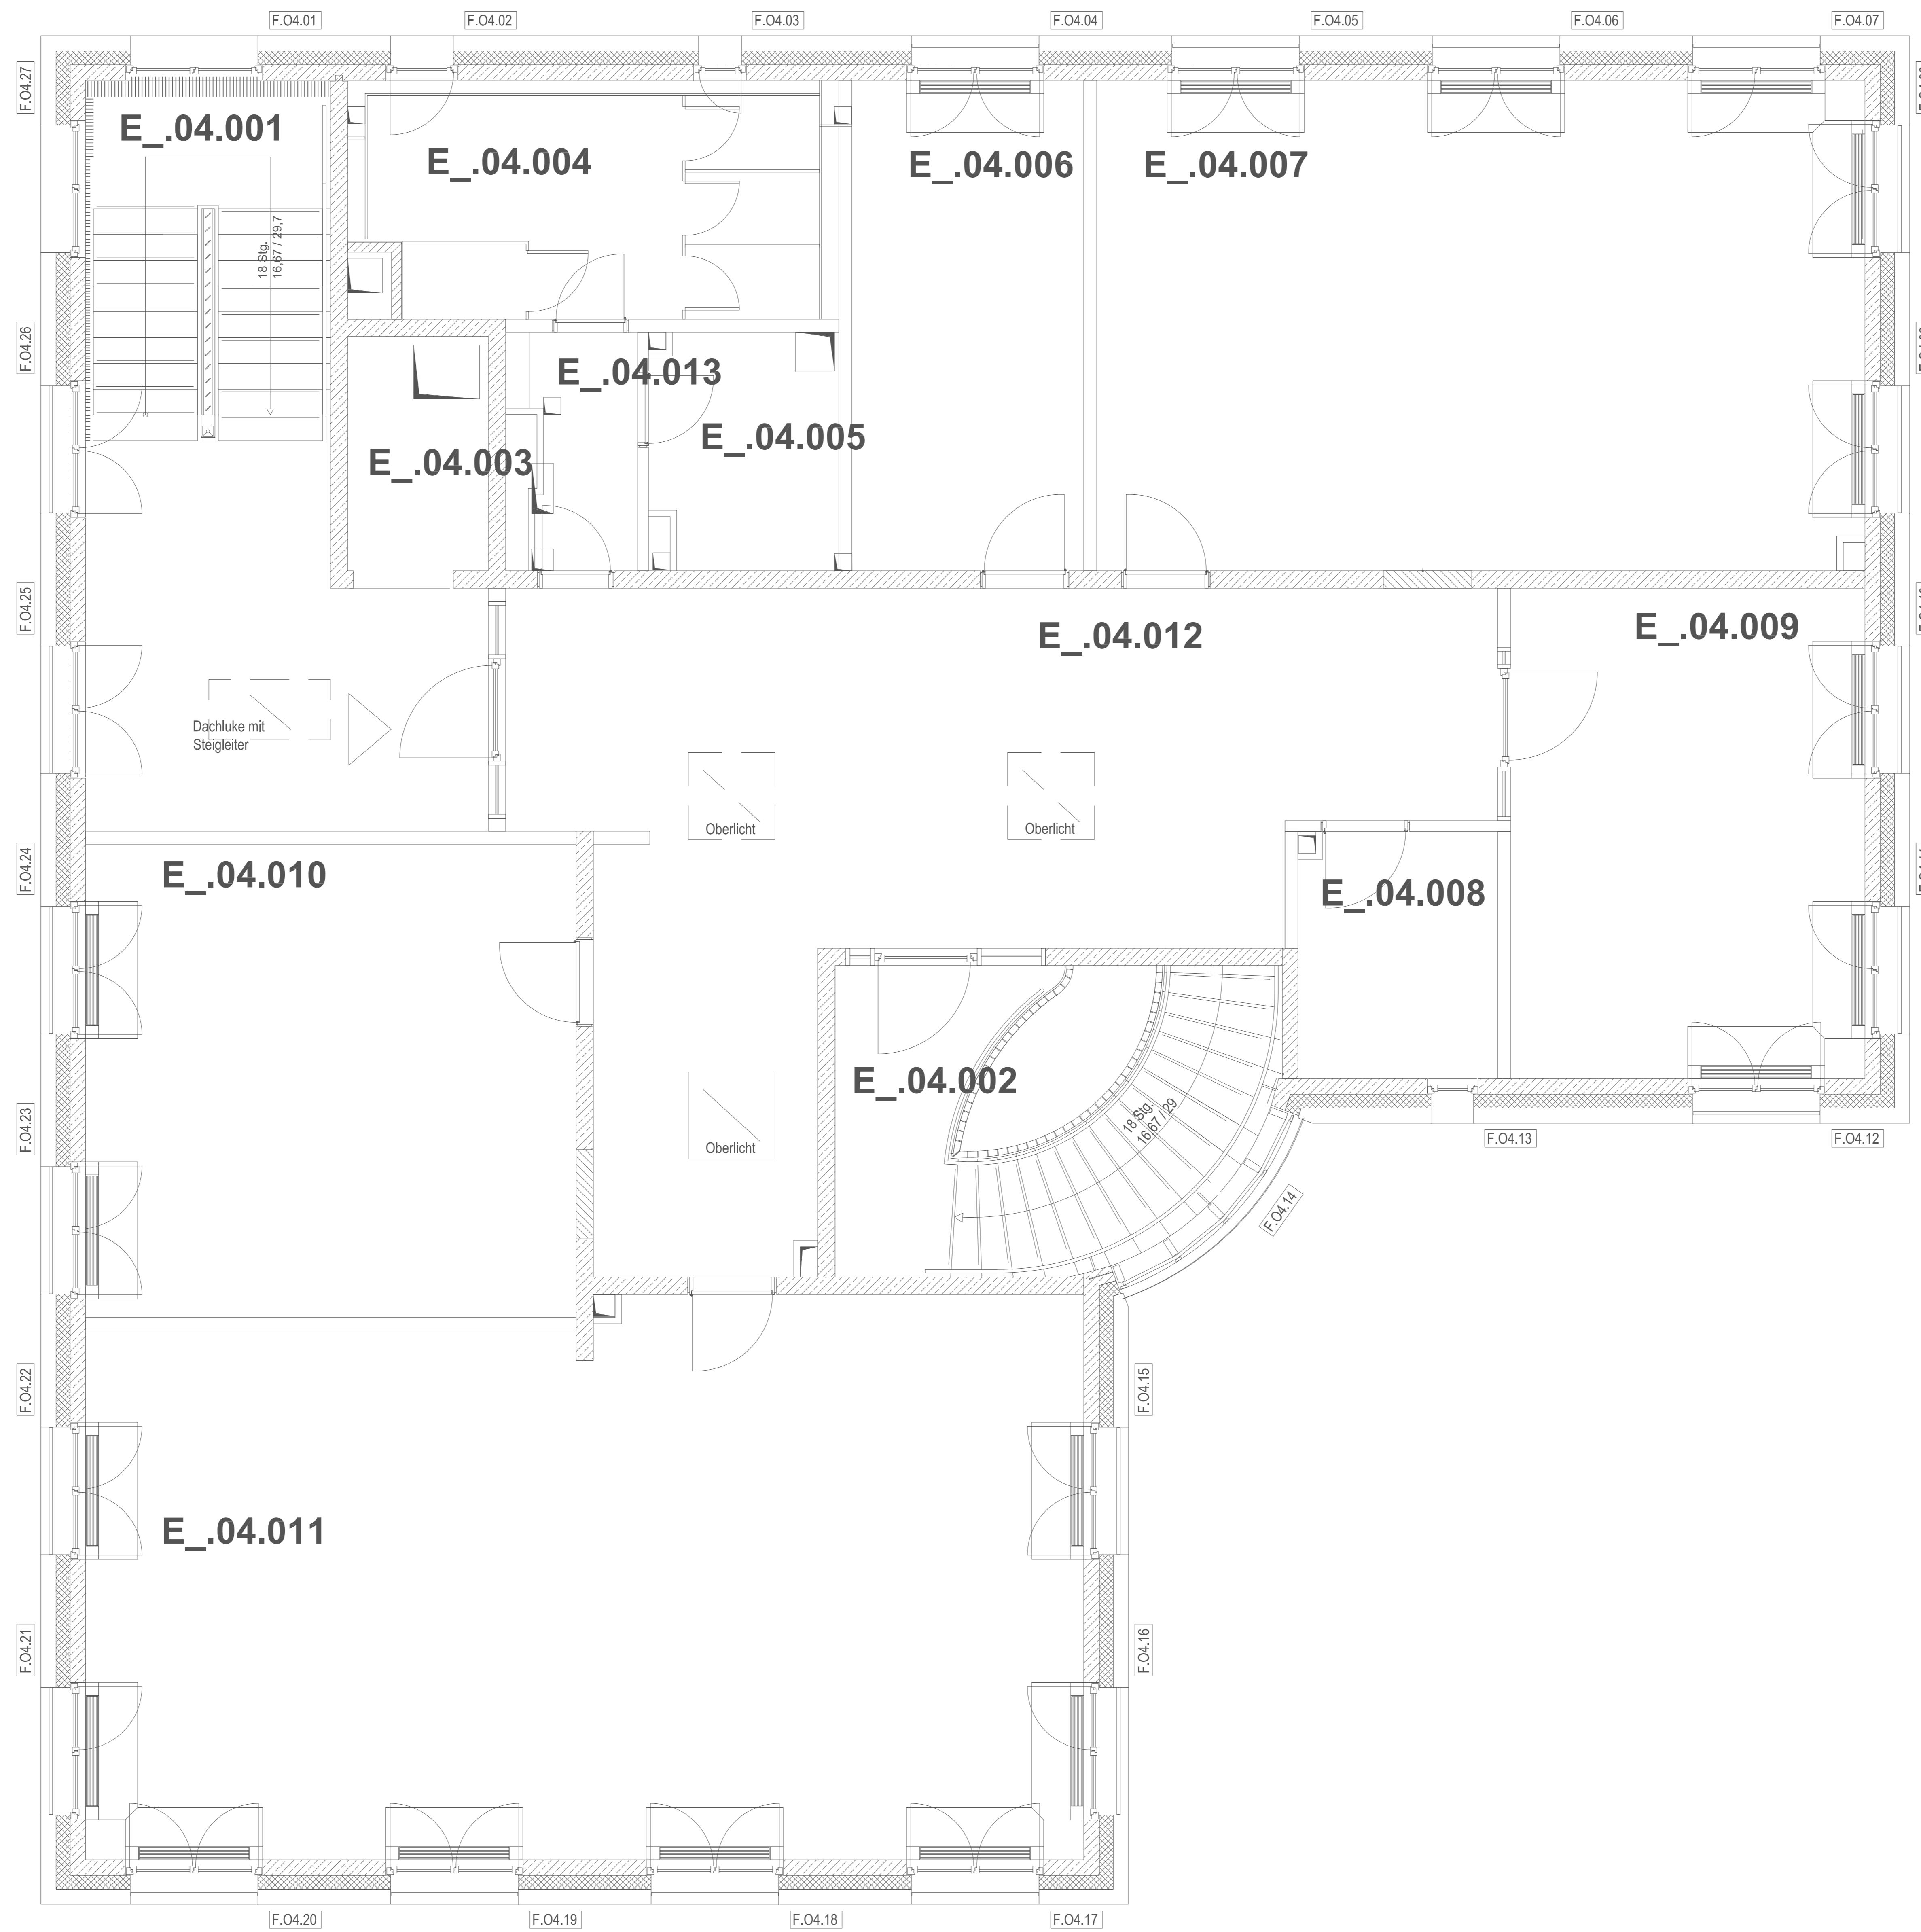 F.O4.01
F.O4.02
F.O4.03
F.O4.04
F.O4.05
F.O4.06
F.O4.07
F.O4.27
E_.04.001
E_.04.004
E_.04.006
E_.04.007
18 Stg.
16,67 / 29,7
F.O4.26
E_.04.013
E_.04.005
E_.04.003
F.O4.25
E_.04.012
E_.04.009
Dachluke mit
Steigleiter
Oberlicht
Oberlicht
F.O4.24
E_.04.010
E_.04.008
E_.04.002
18 Stg.
16,67 / 29
F.O4.23
Oberlicht
F.O4.13
F.O4.12
F.O4.14
F.O4.22
F.O4.15
E_.04.011
F.O4.21
F.O4.16
F.O4.20
F.O4.19
F.O4.18
F.O4.17